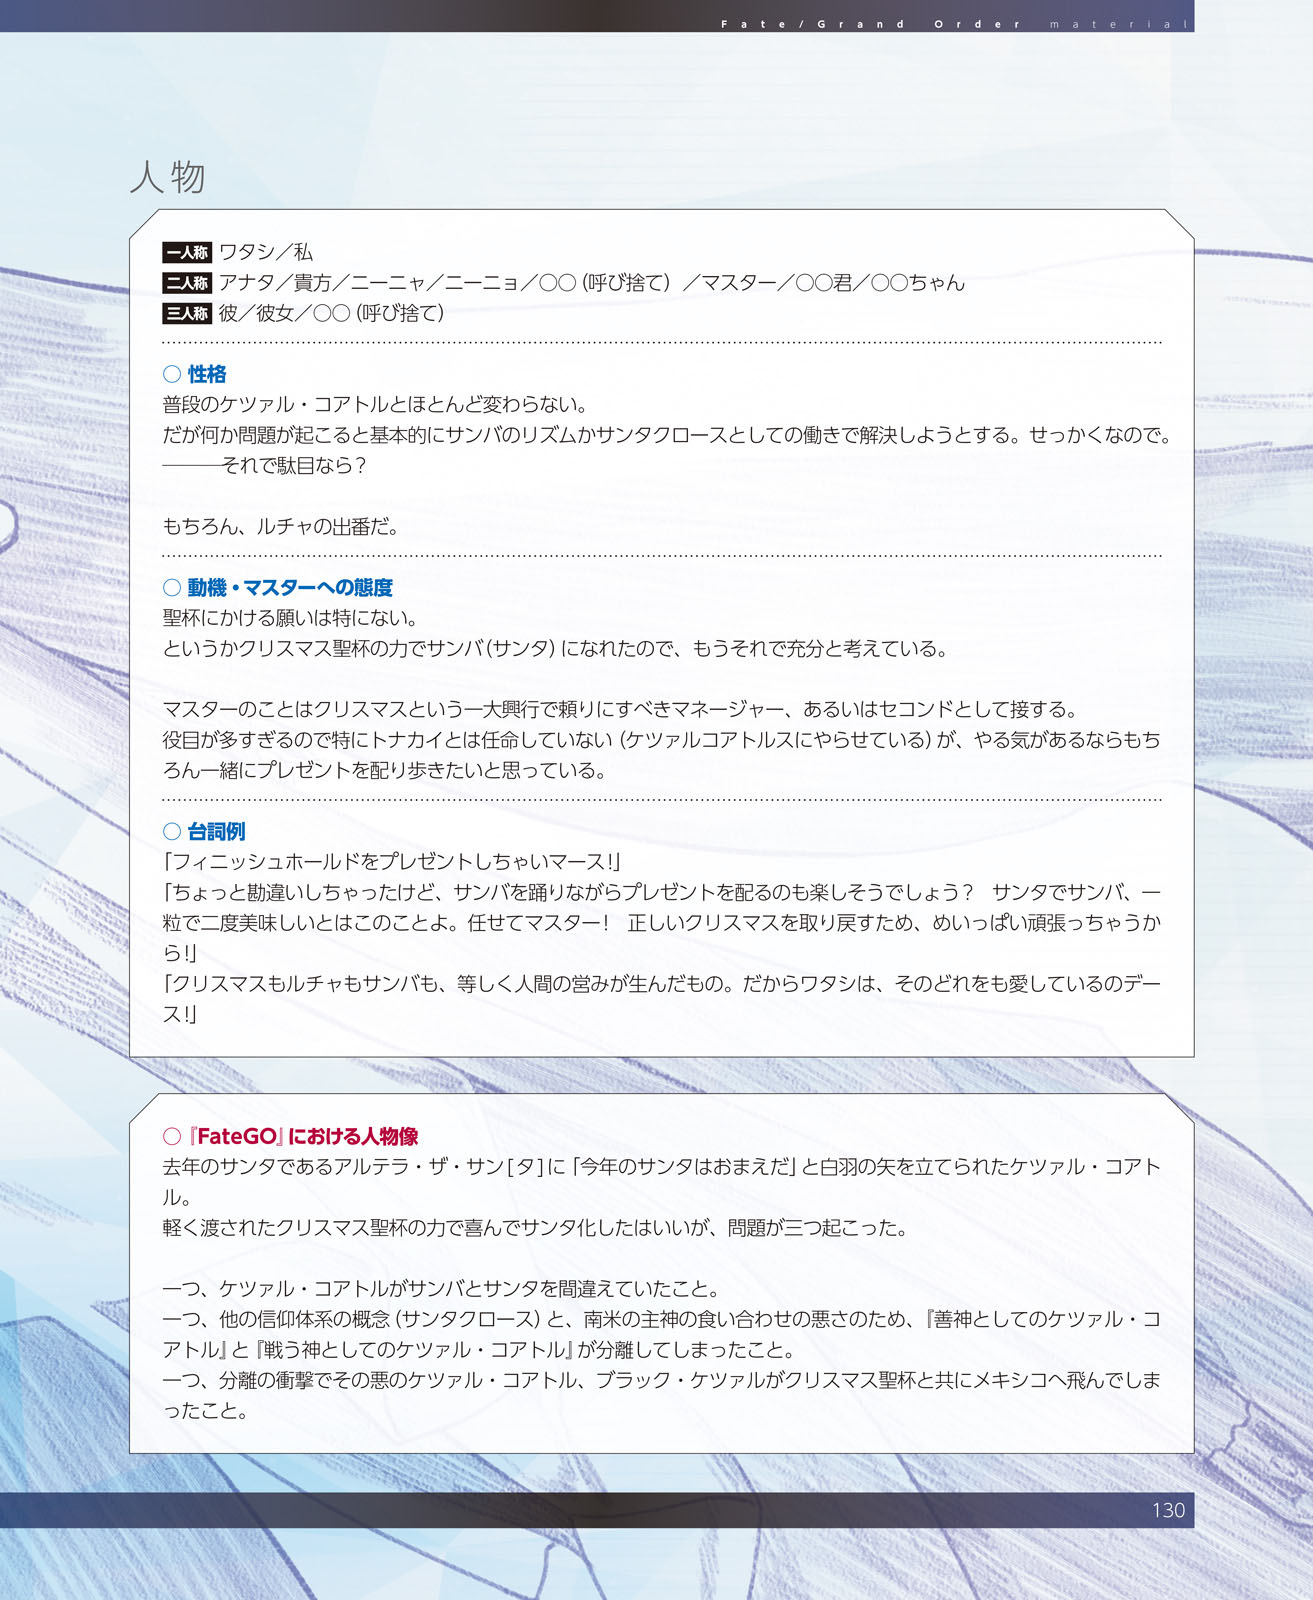 Fate/Grand Order material
人物
一人称 ワタシ／私
二人称 アナタ／貴方／ニーニャ／ニーニョ／○○（呼び捨て）／マスター／○○君／○○ちゃん
三人称 彼／彼女／○○（呼び捨て）
○ 性格
普段のケツァル・コアトルとほとんど変わらない。
だが何か問題が起こると基本的にサンバのリズムかサンタクロースとしての働きで解決しようとする。せっかくなので。
―――それで駄目なら？
もちろん、ルチャの出番だ。
○ 動機・マスターへの態度
聖杯にかける願いは特にない。
というかクリスマス聖杯の力でサンバ（サンタ）になれたので、もうそれで充分と考えている。
マスターのことはクリスマスという一大興行で頼りにすべきマネージャー、あるいはセコンドとして接する。
役目が多すぎるので特にトナカイとは任命していない（ケツァルコアトルスにやらせている）が、やる気があるならもち
ろん一緒にプレゼントを配り歩きたいと思っている。
○ 台詞例
「フィニッシュホールドをプレゼントしちゃいマース！」
「ちょっと勘違いしちゃったけど、サンバを踊りながらプレゼントを配るのも楽しそうでしょう？　サンタでサンバ、一
粒で二度美味しいとはこのことよ。任せてマスター！　正しいクリスマスを取り戻すため、めいっぱい頑張っちゃうか
ら！」
「クリスマスもルチャもサンバも、等しく人間の営みが生んだもの。だからワタシは、そのどれをも愛しているのデー
ス！」
○『FateGO』における人物像
去年のサンタであるアルテラ・ザ・サン[タ]に「今年のサンタはおまえだ」と白羽の矢を立てられたケツァル・コアト
ル。
軽く渡されたクリスマス聖杯の力で喜んでサンタ化したはいいが、問題が三つ起こった。
一つ、ケツァル・コアトルがサンバとサンタを間違えていたこと。
一つ、他の信仰体系の概念（サンタクロース）と、南米の主神の食い合わせの悪さのため、『善神としてのケツァル・コ
アトル』と『戦う神としてのケツァル・コアトル』が分離してしまったこと。
一つ、分離の衝撃でその悪のケツァル・コアトル、ブラック・ケツァルがクリスマス聖杯と共にメキシコへ飛んでしま
ったこと。
130